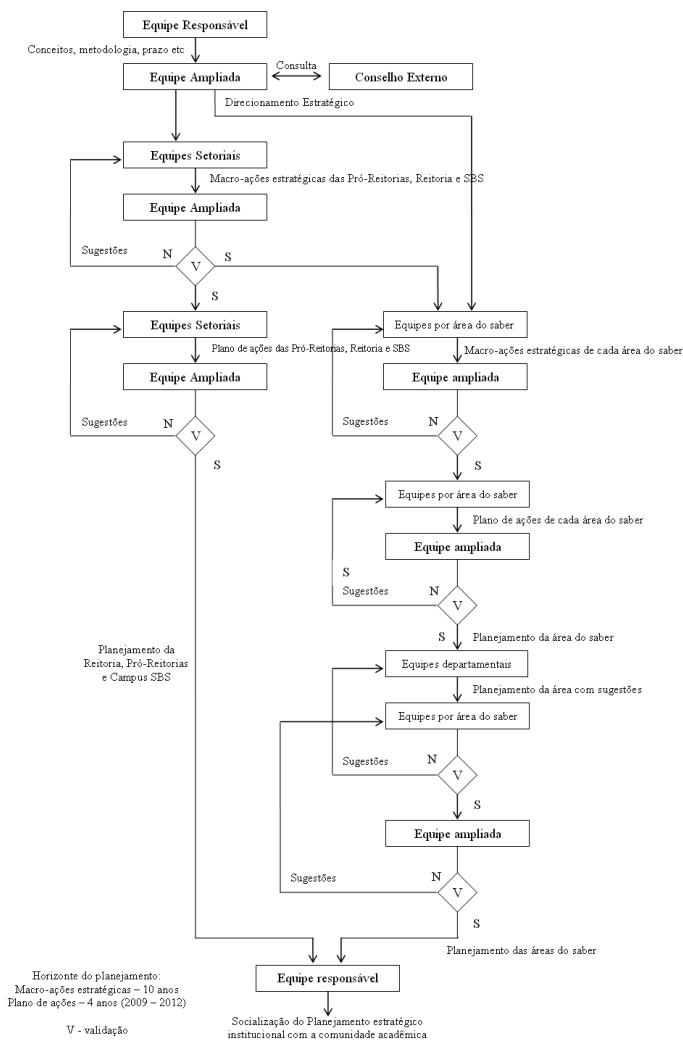 Equipe Responsável
Conceitos, metodologia, prazo etc
Equipe Ampliada
Consulta
Conselho Externo
Direcionamento Estratégico
Equipes Setoriais
Macro-ações estratégicas das Pró-Reitorias, Reitoria e SBS
Equipe Ampliada
Sugestões
N
V
S
S
Equipes Setoriais
Equipes por área do saber
Plano de ações das Pró-Reitorias, Reitoria e SBS
Macro-ações estratégicas de cada área do saber
Equipe Ampliada
Equipe ampliada
Sugestões
N
V
S
Sugestões
N
V
S
Equipes por área do saber
Plano de ações de cada área do saber
Equipe ampliada
S
Sugestões
N
V
S
Planejamento da área do saber
Planejamento da
Reitoria, Pró-Reitorias
e Campus SBS
Equipes departamentais
Planejamento da área com sugestões
Equipes por área do saber
Sugestões
N
V
S
Equipe ampliada
Sugestões
N
V
S
Planejamento das áreas do saber
Equipe responsável
Horizonte do planejamento:
Macro-ações estratégicas – 10 anos
Plano de ações – 4 anos (2009 – 2012)
V - validação
Socialização do Planejamento estratégico
institucional com a comunidade acadêmica